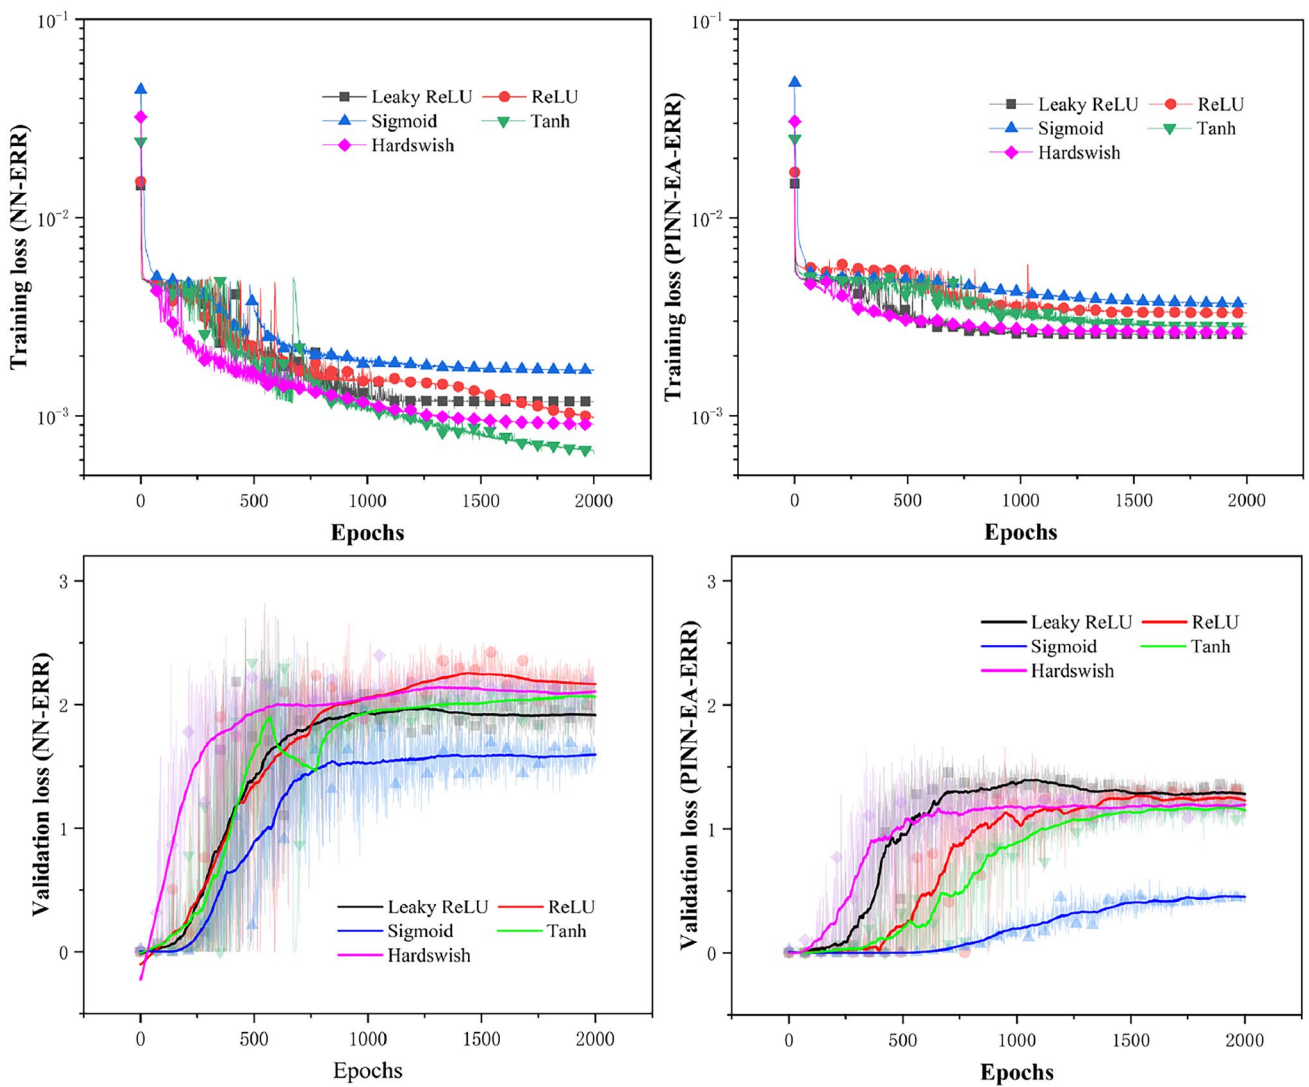 10⁻¹
10⁻²
10⁻³
Training loss (NN-ERR)
Leaky ReLU ReLU
Sigmoid Tanh
Hardswish
0 500 1000 1500 2000
Epochs
10⁻¹
10⁻²
10⁻³
Training loss (PINN-EA-ERR)
Leaky ReLU ReLU
Sigmoid Tanh
Hardswish
0 500 1000 1500 2000
Epochs
3
2
1
0
Validation loss (NN-ERR)
Leaky ReLU ReLU
Sigmoid Tanh
Hardswish
0 500 1000 1500 2000
Epochs
3
2
1
0
Validation loss (PINN-EA-ERR)
Leaky ReLU ReLU
Sigmoid Tanh
Hardswish
0 500 1000 1500 2000
Epochs